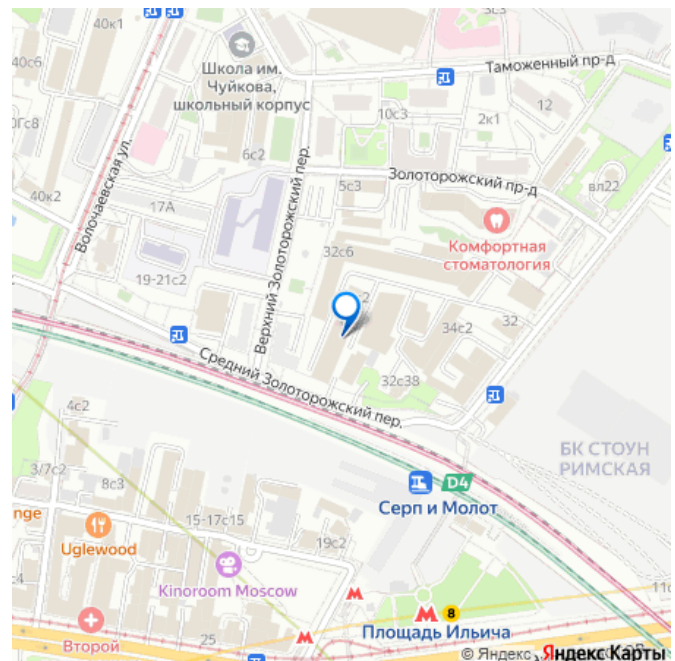 40к1
40с6
Школа им.
Чуйкова,
школьный корпус
Таможенный пр-д
10с3
12
2к1
6с2
Волочаевская ул.
40к2
17А
Верхний Золоторожский пер.
5с3
Золоторожский пр-д
вл22
Комфортная
стоматология
32с6
19-21с2
34с2
32
Средний Золоторожский пер.
32с38
4с2
БК СТОУН
РИМСКАЯ
3/7с2
8с3
D4
Серп и Молот
15-17с15
19с2
nge
Uglewood
Kinoroom Moscow
8
Площадь Ильича
Второй
25
© Яндекс
Яндекс Карты